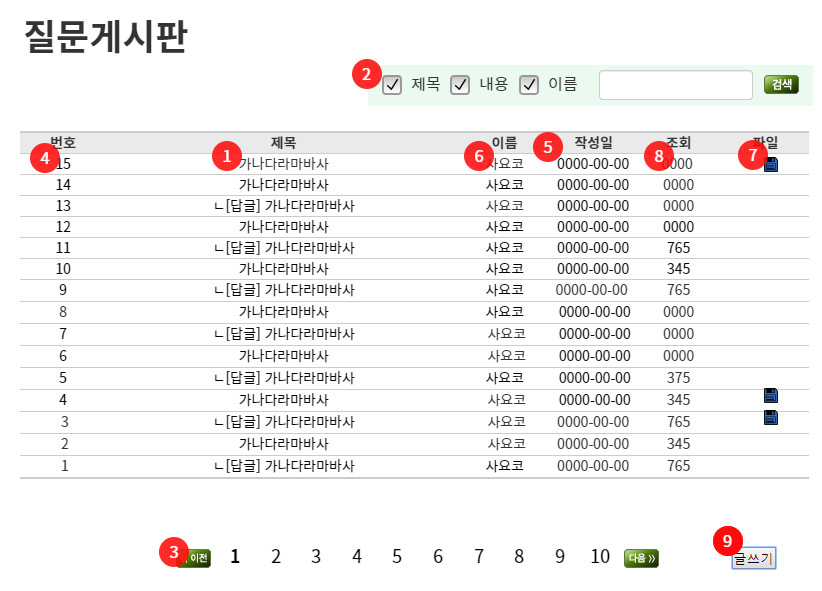 질문게시판
2 제목 내용 이름 검색
번호 제목 이름 작성일 조회 파일
4 15 1 가나다라마바사 6 사요코 5 0000-00-00 8 0000 7
14 가나다라마바사 사요코 0000-00-00 0000
13 ㄴ[답글] 가나다라마바사 사요코 0000-00-00 0000
12 가나다라마바사 사요코 0000-00-00 0000
11 ㄴ[답글] 가나다라마바사 사요코 0000-00-00 765
10 가나다라마바사 사요코 0000-00-00 345
9 ㄴ[답글] 가나다라마바사 사요코 0000-00-00 765
8 가나다라마바사 사요코 0000-00-00 0000
7 ㄴ[답글] 가나다라마바사 사요코 0000-00-00 0000
6 가나다라마바사 사요코 0000-00-00 0000
5 ㄴ[답글] 가나다라마바사 사요코 0000-00-00 375
4 가나다라마바사 사요코 0000-00-00 345
3 ㄴ[답글] 가나다라마바사 사요코 0000-00-00 765
2 가나다라마바사 사요코 0000-00-00 345
1 ㄴ[답글] 가나다라마바사 사요코 0000-00-00 765
3 이전 1 2 3 4 5 6 7 8 9 10 다음 》 9 글쓰기